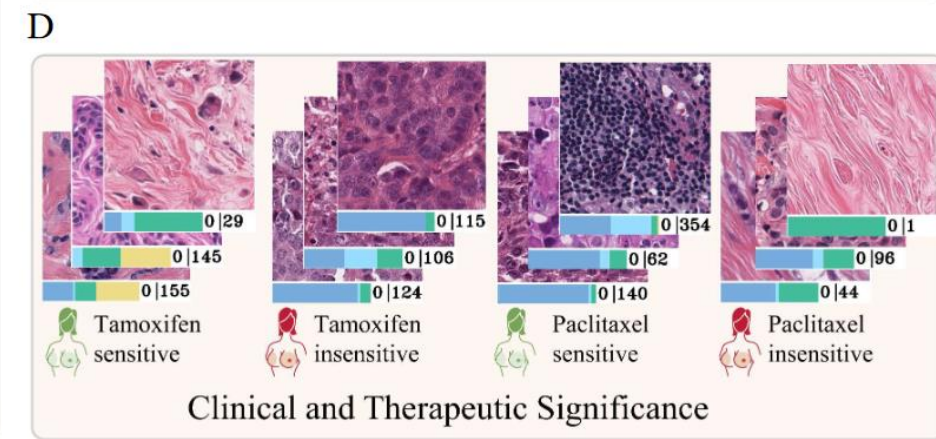 D
0|29
0|115
0|354
0|1
0|145
0|106
0|62
0|96
0|155
0|124
0|140
0|44
Tamoxifen
sensitive
Tamoxifen
insensitive
Paclitaxel
sensitive
Paclitaxel
insensitive
Clinical and Therapeutic Significance